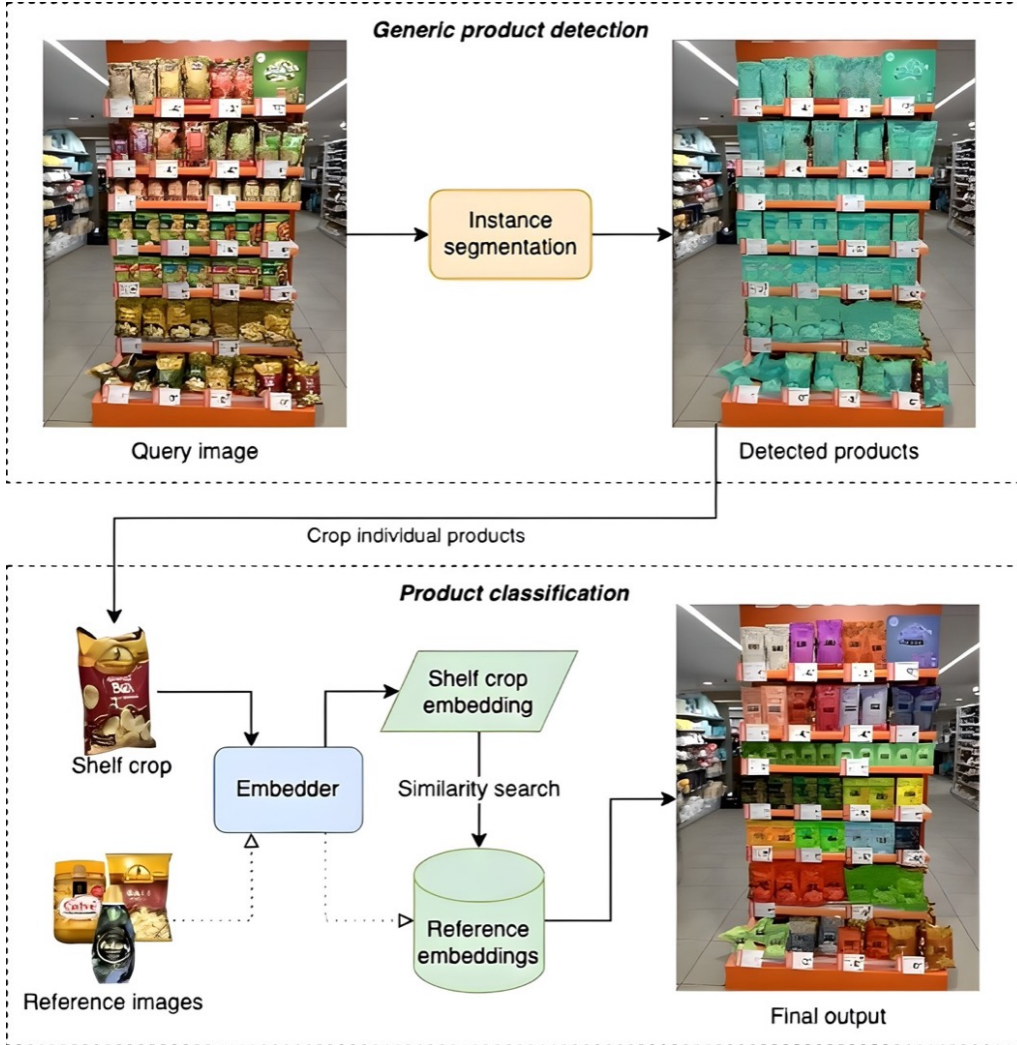 Generic product detection
Instance
segmentation
Query image
Detected products
Crop individual products
Product classification
Shelf crop
embedding
Shelf crop
Embedder
Similarity search
Calvé
Reference
embeddings
Reference images
Final output